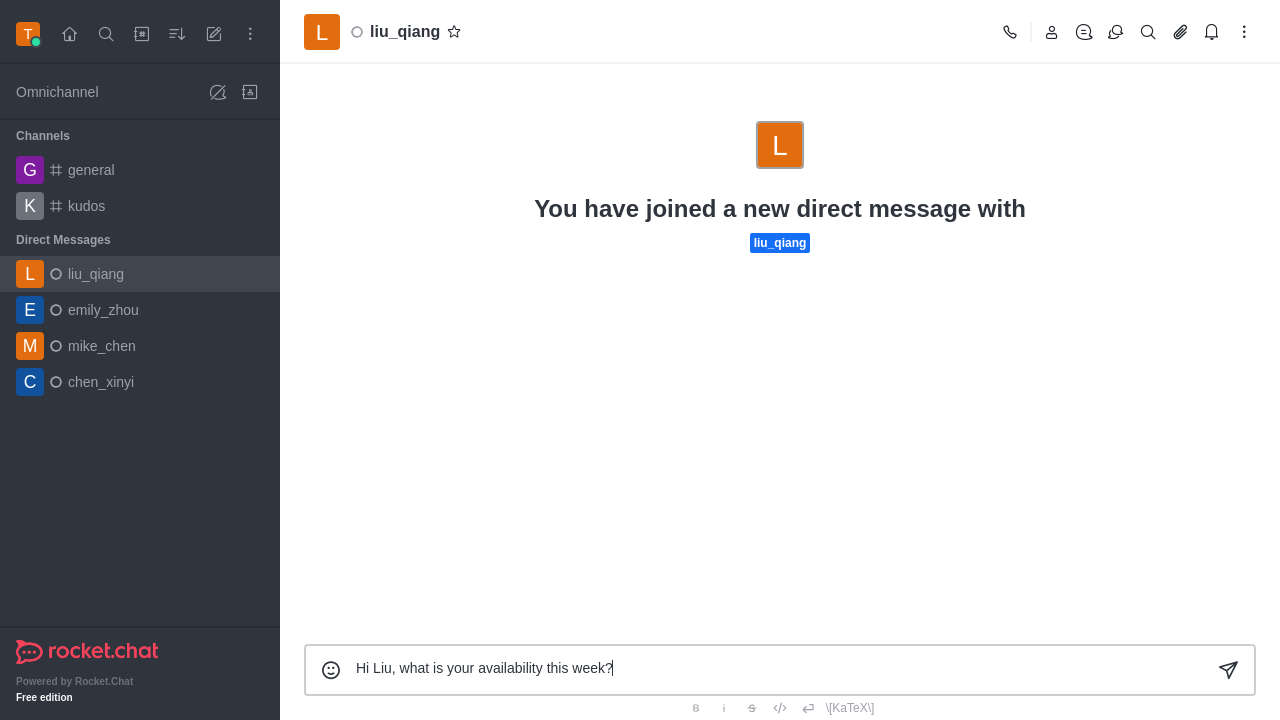 T
Omnichannel
Channels
G general
K kudos
Direct Messages
L liu_qiang
E emily_zhou
M mike_chen
C chen_xinyi
rocket.chat
Powered by Rocket.Chat
Free edition
L liu_qiang
L
You have joined a new direct message with
liu_qiang
Hi Liu, what is your availability this week?
B i S \[KaTeX\]